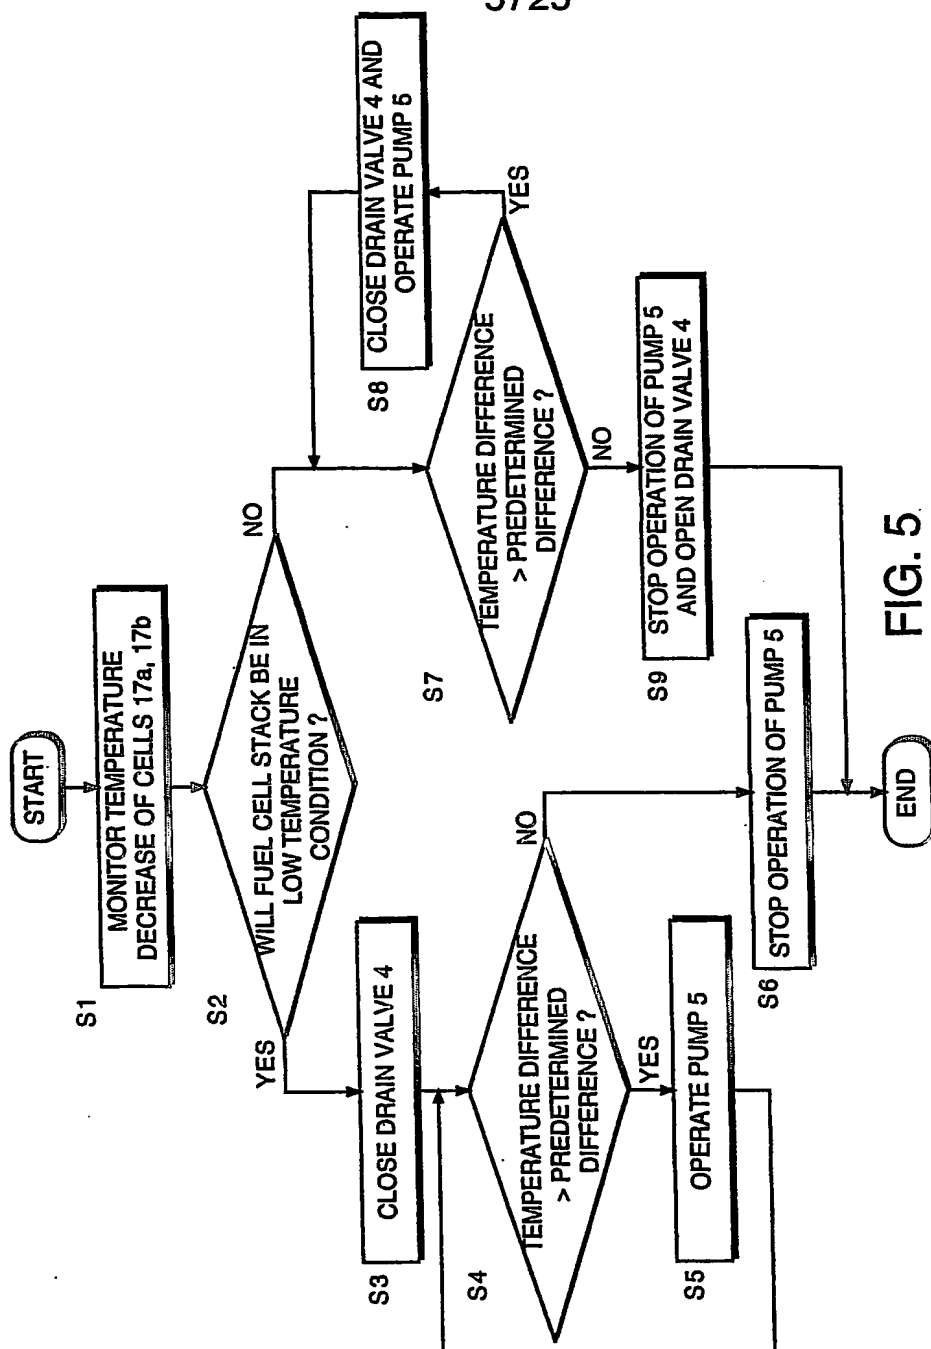 START
S1
MONITOR TEMPERATURE
DECREASE OF CELLS 17a, 17b
S2
WILL FUEL CELL STACK BE IN
LOW TEMPERATURE
CONDITION ?
YES
NO
S3
CLOSE DRAIN VALVE 4
S4
TEMPERATURE DIFFERENCE
> PREDETERMINED
DIFFERENCE ?
NO
YES
S5
OPERATE PUMP 5
S6
STOP OPERATION OF PUMP 5
S7
TEMPERATURE DIFFERENCE
> PREDETERMINED
DIFFERENCE ?
YES
NO
S8
CLOSE DRAIN VALVE 4 AND
OPERATE PUMP 5
S9
STOP OPERATION OF PUMP 5
AND OPEN DRAIN VALVE 4
END
FIG. 5